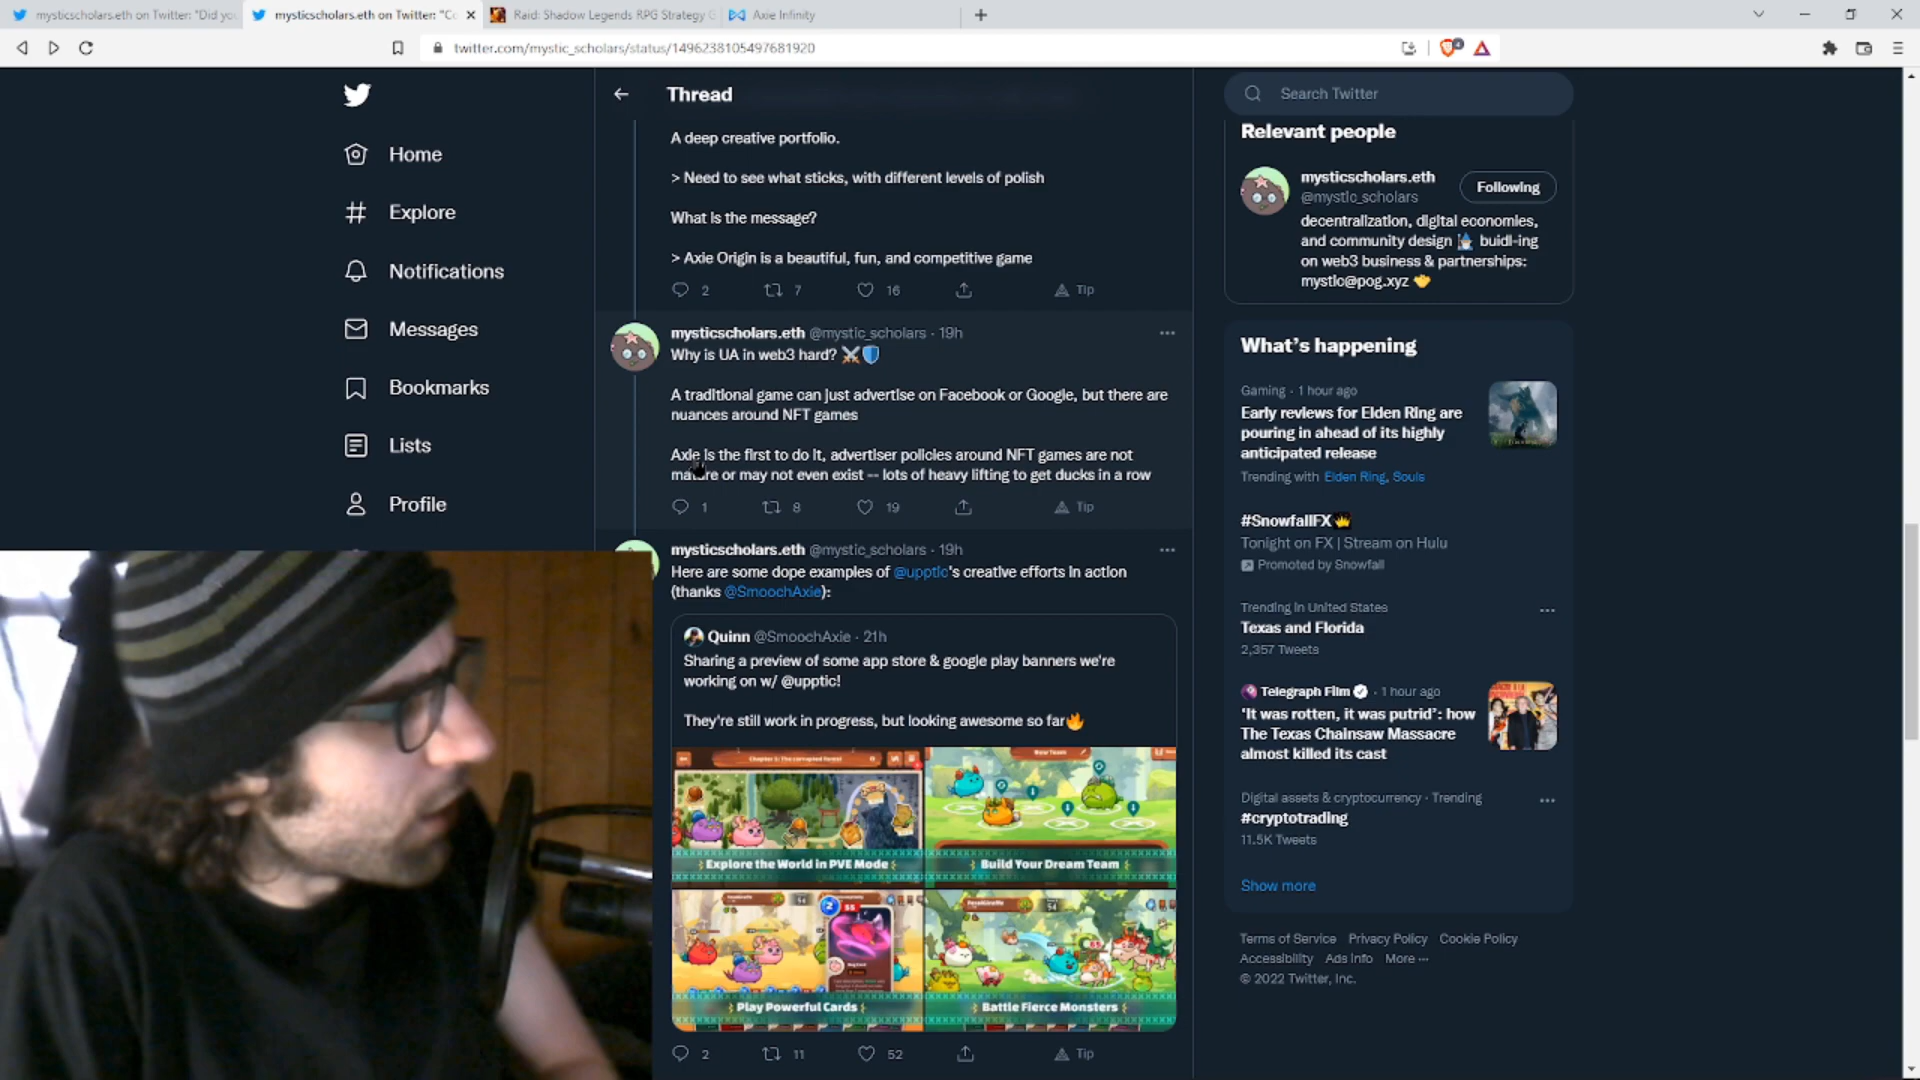 mysticscholars.eth on Twitter: "Did you
mysticscholars.eth on Twitter: "Co
Raid: Shadow Legends RPG Strategy G
Axie Infinity
twitter.com/mystic_scholars/status/1496238105497681920
Home
Explore
Notifications
Messages
Bookmarks
Lists
Profile
Thread
A deep creative portfolio.
> Need to see what sticks, with different levels of polish
What is the message?
> Axie Origin is a beautiful, fun, and competitive game
2
7
16
Tip
mysticscholars.eth @mystic_scholars · 19h
Why is UA in web3 hard?
A traditional game can just advertise on Facebook or Google, but there are
nuances around NFT games
Axie is the first to do it, advertiser policies around NFT games are not
mature or may not even exist -- lots of heavy lifting to get ducks in a row
1
8
19
Tip
mysticscholars.eth @mystic_scholars · 19h
Here are some dope examples of @upptic's creative efforts in action
(thanks @SmoochAxie):
Quinn @SmoochAxie · 21h
Sharing a preview of some app store & google play banners we're
working on w/ @upptic!
They're still work in progress, but looking awesome so far
Chapter 1: The corrupted forest
New Team
Explore the World in PVE Mode
Build Your Dream Team
Play Powerful Cards
Battle Fierce Monsters
2
11
52
Tip
Search Twitter
Relevant people
mysticscholars.eth
@mystic_scholars
Following
decentralization, digital economies,
and community design buidl-ing
on web3 business & partnerships:
mystic@pog.xyz
What's happening
Gaming · 1 hour ago
Early reviews for Elden Ring are
pouring in ahead of its highly
anticipated release
Trending with Elden Ring, Souls
#SnowfallFX
Tonight on FX | Stream on Hulu
Promoted by Snowfall
Trending in United States
Texas and Florida
2,357 Tweets
Telegraph Film · 1 hour ago
'It was rotten, it was putrid': how
The Texas Chainsaw Massacre
almost killed its cast
Digital assets & cryptocurrency · Trending
#cryptotrading
11.5K Tweets
Show more
Terms of Service Privacy Policy Cookie Policy
Accessibility Ads info More ···
© 2022 Twitter, Inc.